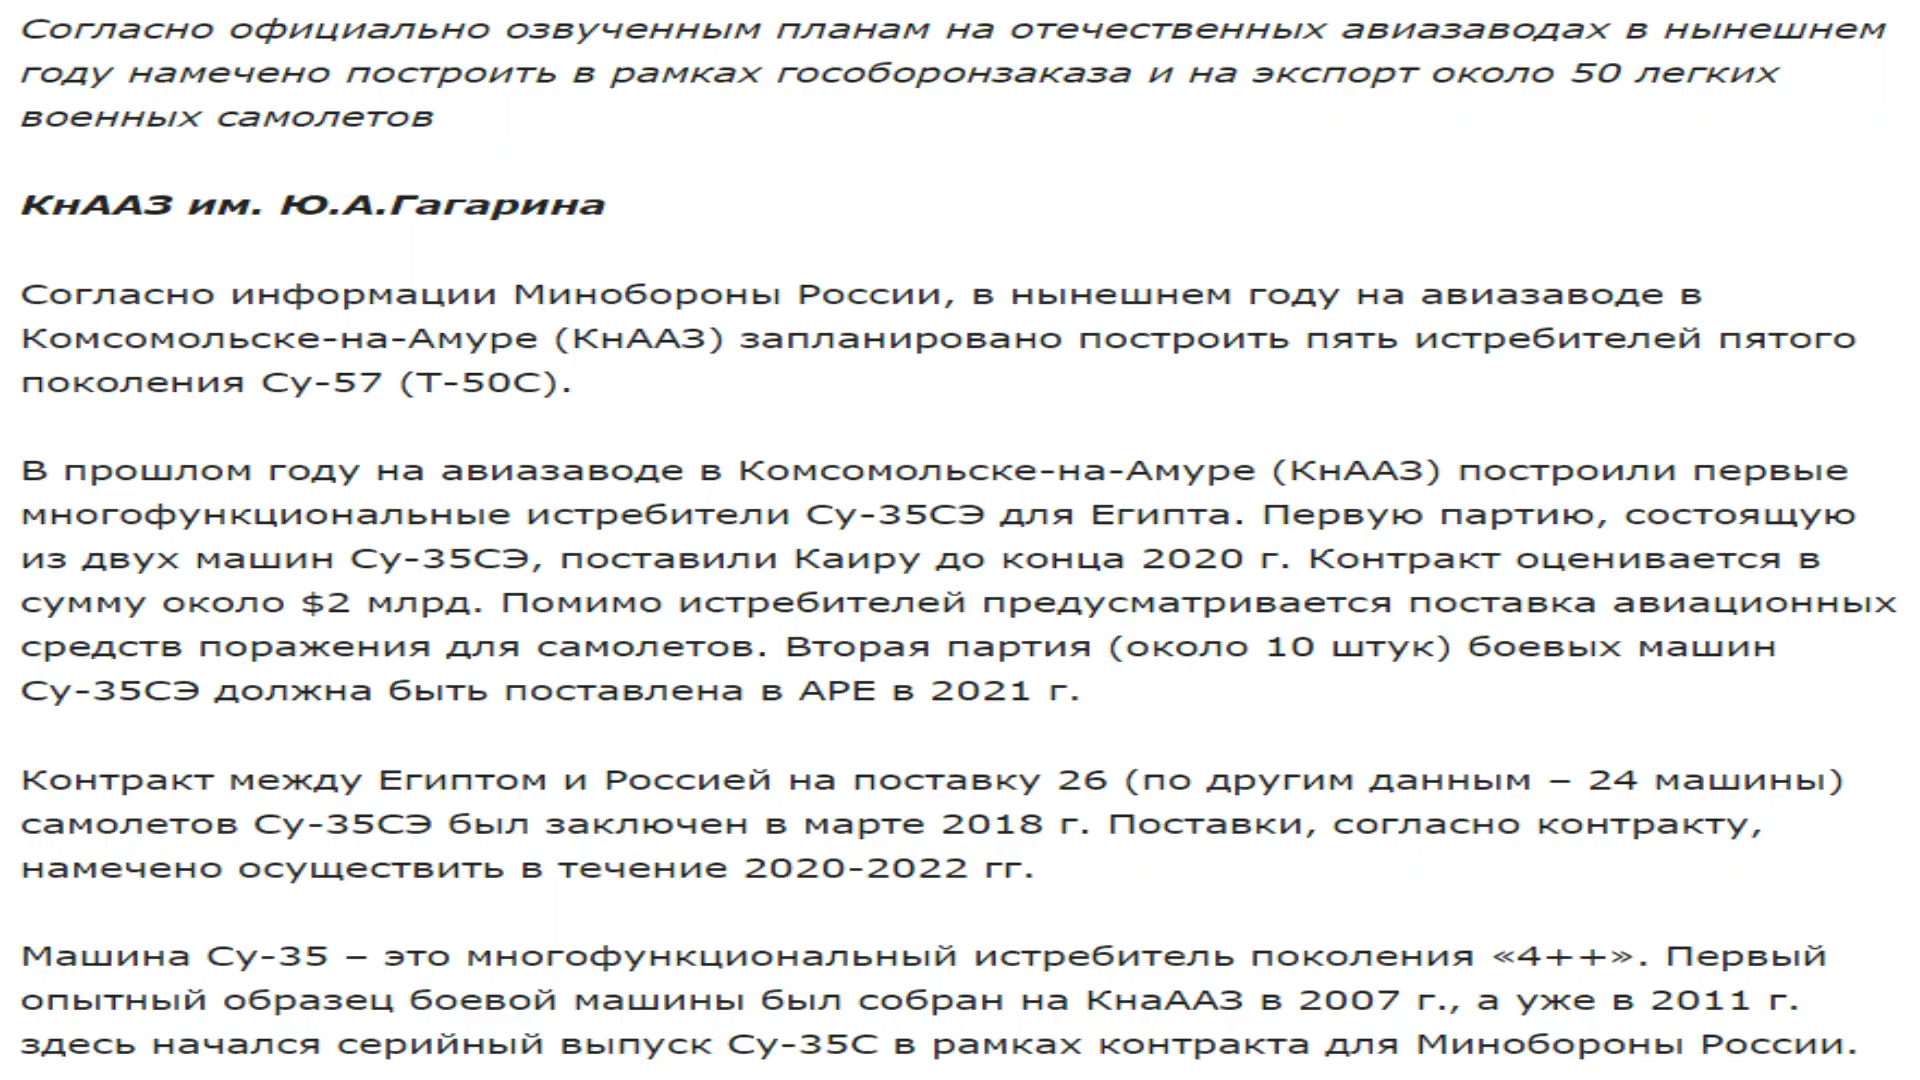 Согласно официально озвученным планам на отечественных авиазаводах в нынешнем
году намечено построить в рамках гособоронзаказа и на экспорт около 50 легких
военных самолетов
КнААЗ им. Ю.А.Гагарина
Согласно информации Минобороны России, в нынешнем году на авиазаводе в
Комсомольске-на-Амуре (КнААЗ) запланировано построить пять истребителей пятого
поколения Су-57 (Т-50С).
В прошлом году на авиазаводе в Комсомольске-на-Амуре (КнААЗ) построили первые
многофункциональные истребители Су-35СЭ для Египта. Первую партию, состоящую
из двух машин Су-35СЭ, поставили Каиру до конца 2020 г. Контракт оценивается в
сумму около $2 млрд. Помимо истребителей предусматривается поставка авиационных
средств поражения для самолетов. Вторая партия (около 10 штук) боевых машин
Су-35СЭ должна быть поставлена в АРЕ в 2021 г.
Контракт между Египтом и Россией на поставку 26 (по другим данным – 24 машины)
самолетов Су-35СЭ был заключен в марте 2018 г. Поставки, согласно контракту,
намечено осуществить в течение 2020-2022 гг.
Машина Су-35 – это многофункциональный истребитель поколения «4++». Первый
опытный образец боевой машины был собран на КнаААЗ в 2007 г., а уже в 2011 г.
здесь начался серийный выпуск Су-35С в рамках контракта для Минобороны России.